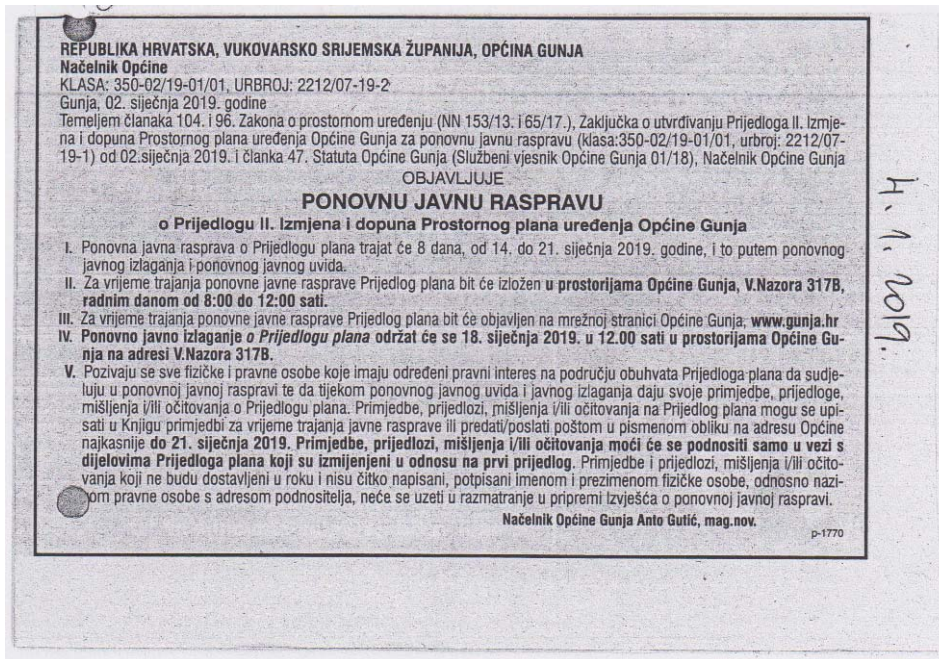 REPUBLIKA HRVATSKA, VUKOVARSKO SRIJEMSKA ŽUPANIJA, OPĆINA GUNJA
Načelnik Općine
KLASA: 350-02/19-01/01, URBROJ: 2212/07-19-2
Gunja, 02. siječnja 2019. godine
Temeljem članaka 104. i 96. Zakona o prostornom uređenju (NN 153/13. i 65/17.), Zaključka o utvrđivanju Prijedloga II. Izmje-
na i dopuna Prostornog plana uređenja Općine Gunja za ponovnu javnu raspravu (klasa:350-02/19-01/01, urbroj: 2212/07-
19-1) od 02.siječnja 2019. i članka 47. Statuta Općine Gunja (Službeni vjesnik Općine Gunja 01/18), Načelnik Općine Gunja
OBJAVLJUJE
PONOVNU JAVNU RASPRAVU
o Prijedlogu II. Izmjena i dopuna Prostornog plana uređenja Općine Gunja
I. Ponovna javna rasprava o Prijedlogu plana trajat će 8 dana, od 14. do 21. siječnja 2019. godine, i to putem ponovnog
javnog izlaganja i ponovnog javnog uvida.
II. Za vrijeme trajanja ponovne javne rasprave Prijedlog plana bit će izložen u prostorijama Općine Gunja, V.Nazora 317B,
radnim danom od 8:00 do 12:00 sati.
III. Za vrijeme trajanja ponovne javne rasprave Prijedlog plana bit će objavljen na mrežnoj stranici Općine Gunja, www.gunja.hr
IV. Ponovno javno izlaganje o Prijedlogu plana održat će se 18. siječnja 2019. u 12.00 sati u prostorijama Općine Gu-
nja na adresi V.Nazora 317B.
V. Pozivaju se sve fizičke i pravne osobe koje imaju određeni pravni interes na području obuhvata Prijedloga plana da sudje-
luju u ponovnoj javnoj raspravi te da tijekom ponovnog javnog uvida i javnog izlaganja daju svoje primjedbe, prijedloge,
mišljenja i/ili očitovanja o Prijedlogu plana. Primjedbe, prijedlozi, mišljenja i/ili očitovanja na Prijedlog plana mogu se upi-
sati u Knjigu primjedbi za vrijeme trajanja javne rasprave ili predati/poslati poštom u pismenom obliku na adresu Općine
najkasnije do 21. siječnja 2019. Primjedbe, prijedlozi, mišljenja i/ili očitovanja moći će se podnositi samo u vezi s
dijelovima Prijedloga plana koji su izmijenjeni u odnosu na prvi prijedlog. Primjedbe i prijedlozi, mišljenja i/ili očito-
vanja koji ne budu dostavljeni u roku i nisu čitko napisani, potpisani imenom i prezimenom fizičke osobe, odnosno nazi-
vom pravne osobe s adresom podnositelja, neće se uzeti u razmatranje u pripremi Izvješća o ponovnoj javnoj raspravi.
Načelnik Općine Gunja Anto Gutić, mag.nov.
p-1770
4. 1. 2019.